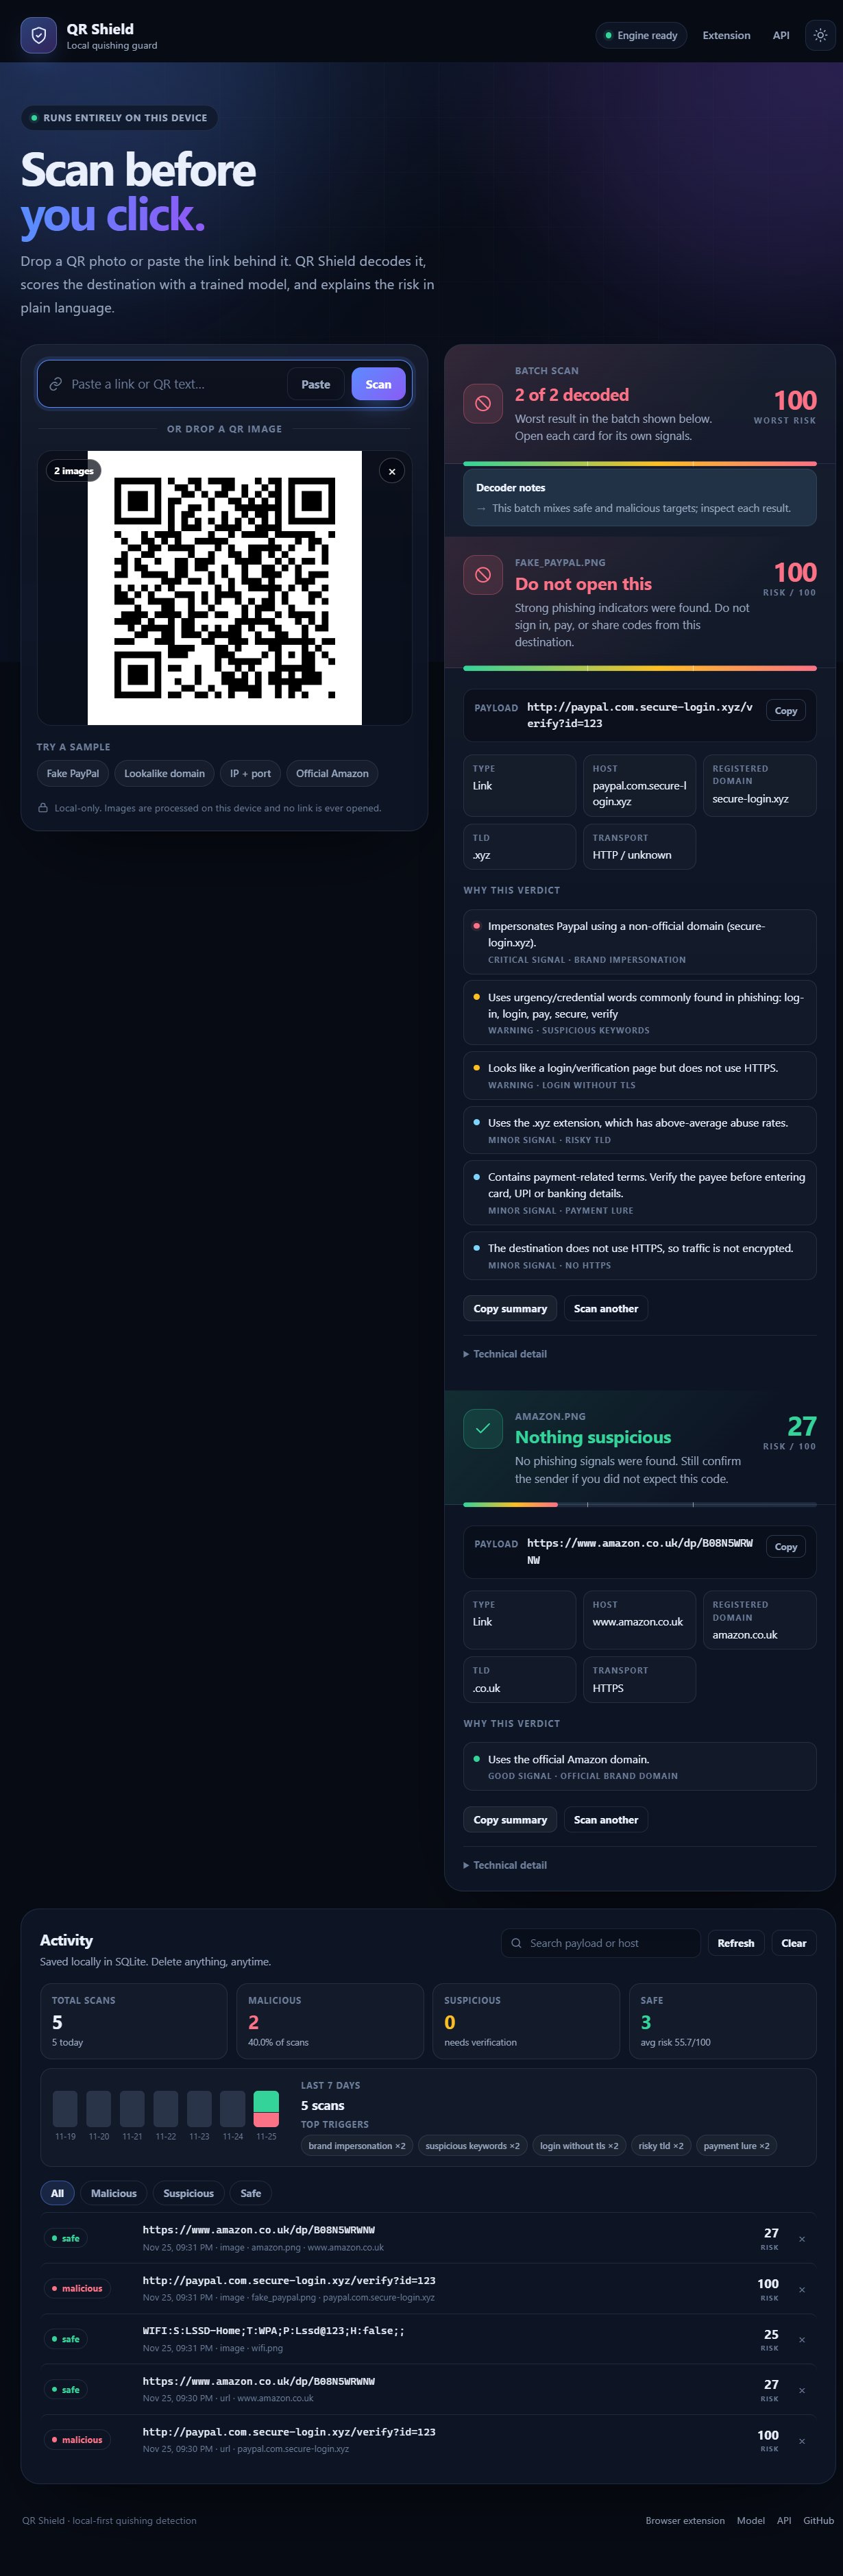 QR Shield
Local quishing guard
Engine ready
Extension
API
RUNS ENTIRELY ON THIS DEVICE
Scan before
you click.
Drop a QR photo or paste the link behind it. QR Shield decodes it,
scores the destination with a trained model, and explains the risk in
plain language.
Paste a link or QR text...
Paste
Scan
OR DROP A QR IMAGE
2 images
×
TRY A SAMPLE
Fake PayPal
Lookalike domain
IP + port
Official Amazon
Local-only. Images are processed on this device and no link is ever opened.
BATCH SCAN
2 of 2 decoded
Worst result in the batch shown below.
Open each card for its own signals.
100
WORST RISK
Decoder notes
→ This batch mixes safe and malicious targets; inspect each result.
FAKE_PAYPAL.PNG
Do not open this
Strong phishing indicators were found. Do not
sign in, pay, or share codes from this
destination.
100
RISK / 100
PAYLOAD
http://paypal.com.secure-login.xyz/v
erify?id=123
Copy
TYPE
Link
HOST
paypal.com.secure-l
ogin.xyz
REGISTERED
DOMAIN
secure-login.xyz
TLD
.xyz
TRANSPORT
HTTP / unknown
WHY THIS VERDICT
Impersonates Paypal using a non-official domain (secure-
login.xyz).
CRITICAL SIGNAL · BRAND IMPERSONATION
Uses urgency/credential words commonly found in phishing: log-
in, login, pay, secure, verify
WARNING · SUSPICIOUS KEYWORDS
Looks like a login/verification page but does not use HTTPS.
WARNING · LOGIN WITHOUT TLS
Uses the .xyz extension, which has above-average abuse rates.
MINOR SIGNAL · RISKY TLD
Contains payment-related terms. Verify the payee before entering
card, UPI or banking details.
MINOR SIGNAL · PAYMENT LURE
The destination does not use HTTPS, so traffic is not encrypted.
MINOR SIGNAL · NO HTTPS
Copy summary
Scan another
▶ Technical detail
AMAZON.PNG
Nothing suspicious
No phishing signals were found. Still confirm
the sender if you did not expect this code.
27
RISK / 100
PAYLOAD
https://www.amazon.co.uk/dp/B08N5WRW
NW
Copy
TYPE
Link
HOST
www.amazon.co.uk
REGISTERED
DOMAIN
amazon.co.uk
TLD
.co.uk
TRANSPORT
HTTPS
WHY THIS VERDICT
Uses the official Amazon domain.
GOOD SIGNAL · OFFICIAL BRAND DOMAIN
Copy summary
Scan another
▶ Technical detail
Activity
Saved locally in SQLite. Delete anything, anytime.
Search payload or host
Refresh
Clear
TOTAL SCANS
5
5 today
MALICIOUS
2
40.0% of scans
SUSPICIOUS
0
needs verification
SAFE
3
avg risk 55.7/100
11-19
11-20
11-21
11-22
11-23
11-24
11-25
LAST 7 DAYS
5 scans
TOP TRIGGERS
brand impersonation ×2
suspicious keywords ×2
login without tls ×2
risky tld ×2
payment lure ×2
All
Malicious
Suspicious
Safe
safe
https://www.amazon.co.uk/dp/B08N5WRWNW
Nov 25, 09:31 PM · image · amazon.png · www.amazon.co.uk
27
RISK
×
malicious
http://paypal.com.secure-login.xyz/verify?id=123
Nov 25, 09:31 PM · image · fake_paypal.png · paypal.com.secure-login.xyz
100
RISK
×
safe
WIFI:S:LSSD-Home;T:WPA;P:Lssd@123;H:false;;
Nov 25, 09:31 PM · image · wifi.png
25
RISK
×
safe
https://www.amazon.co.uk/dp/B08N5WRWNW
Nov 25, 09:30 PM · url · www.amazon.co.uk
27
RISK
×
malicious
http://paypal.com.secure-login.xyz/verify?id=123
Nov 25, 09:30 PM · url · paypal.com.secure-login.xyz
100
RISK
×
QR Shield · local-first quishing detection
Browser extension
Model
API
GitHub